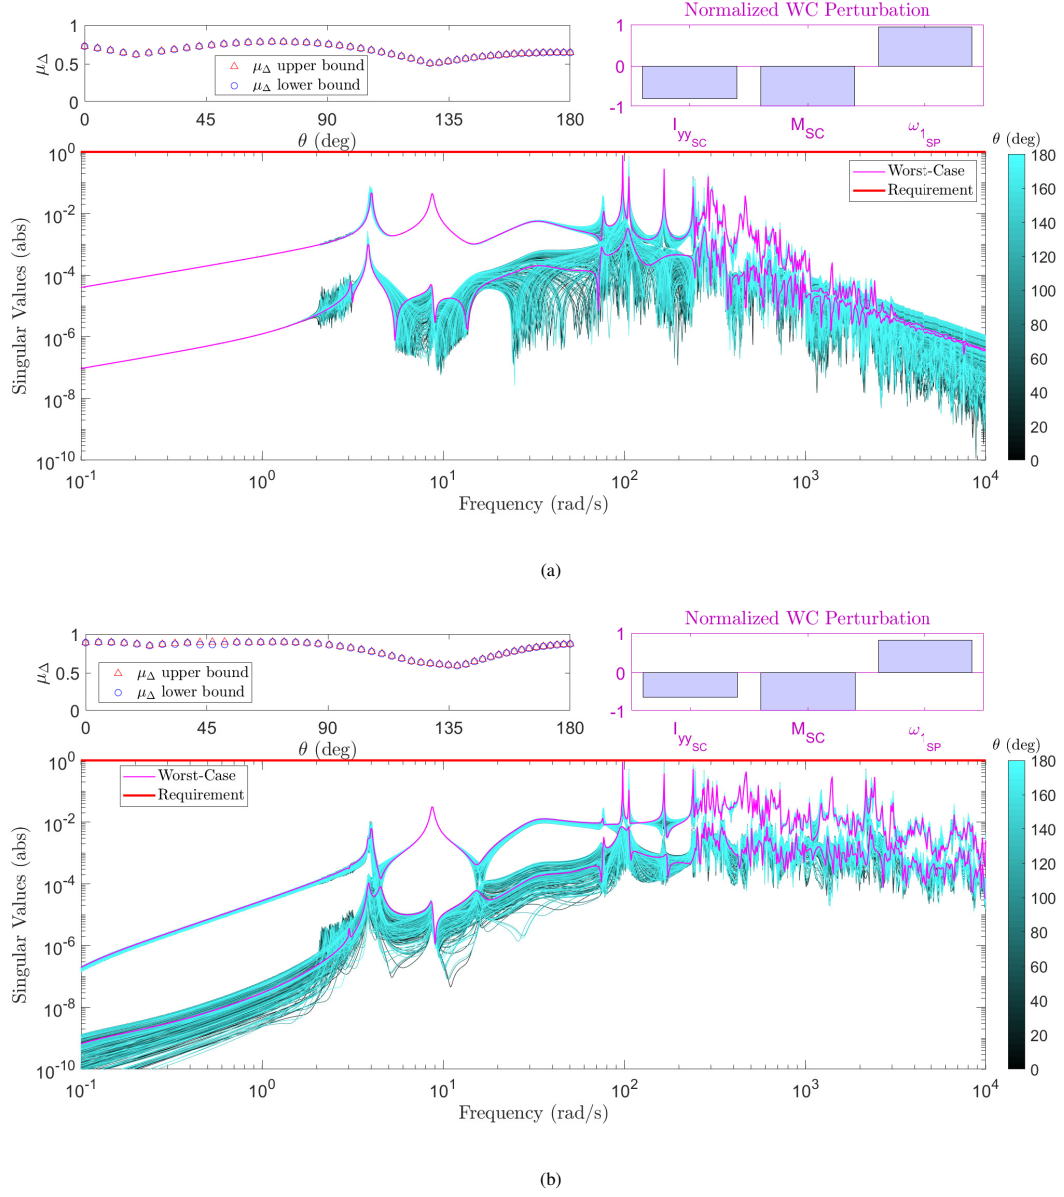 Normalized WC Perturbation
1
0.5
0
μΔ
μΔ upper bound
μΔ lower bound
0 45 90 135 180
θ (deg)
1
0
-1
I_yy_SC M_SC ω_1_SP
θ (deg)
10^0
10^-2
10^-4
10^-6
10^-8
10^-10
Singular Values (abs)
Worst-Case
Requirement
10^-1 10^0 10^1 10^2 10^3 10^4
Frequency (rad/s)
180
160
140
120
100
80
60
40
20
0
(a)
Normalized WC Perturbation
1
0.5
0
μΔ
μΔ upper bound
μΔ lower bound
0 45 90 135 180
θ (deg)
1
0
-1
I_yy_SC M_SC ω_1_SP
θ (deg)
10^0
10^-2
10^-4
10^-6
10^-8
10^-10
Singular Values (abs)
Worst-Case
Requirement
10^-1 10^0 10^1 10^2 10^3 10^4
Frequency (rad/s)
180
160
140
120
100
80
60
40
20
0
(b)